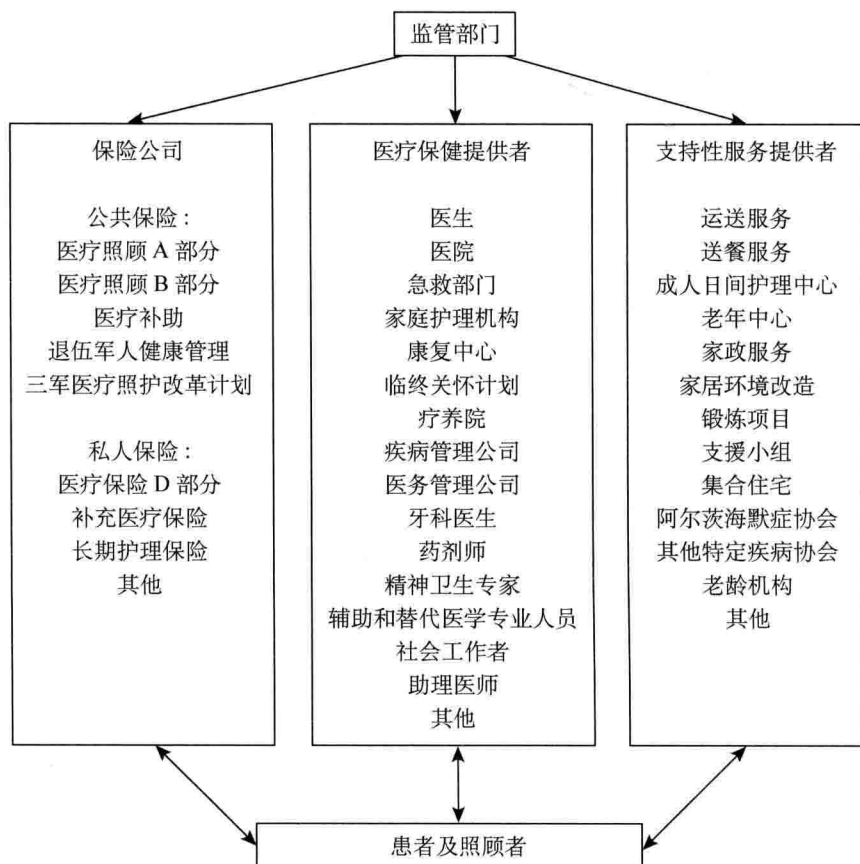 监管部门
保险公司
公共保险：
医疗照顾 A 部分
医疗照顾 B 部分
医疗补助
退伍军人健康管理
三军医疗照护改革计划
私人保险：
医疗保险 D 部分
补充医疗保险
长期护理保险
其他
医疗保健提供者
医生
医院
急救部门
家庭护理机构
康复中心
临终关怀计划
疗养院
疾病管理公司
医务管理公司
牙科医生
药剂师
精神卫生专家
辅助和替代医学专业人员
社会工作者
助理医师
其他
支持性服务提供者
运送服务
送餐服务
成人日间护理中心
老年中心
家政服务
家居环境改造
锻炼项目
支援小组
集合住宅
阿尔茨海默症协会
其他特定疾病协会
老龄机构
其他
患者及照顾者